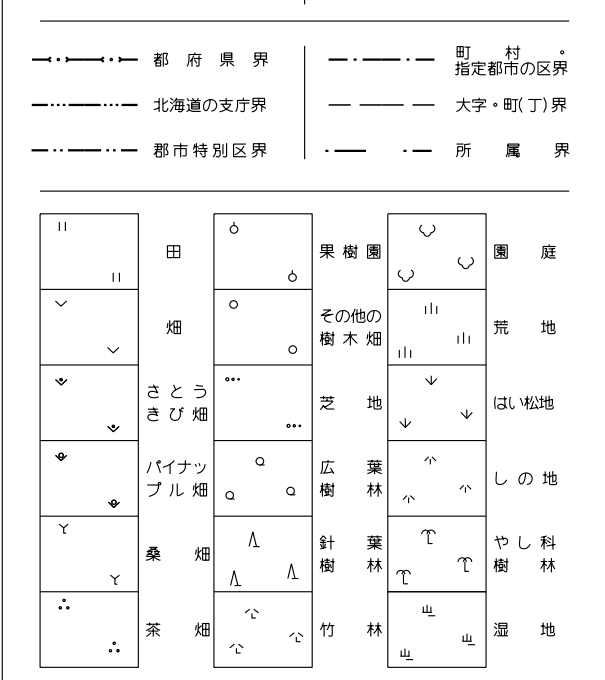 都府県界
北海道の支庁界
郡市特別区界
町村・
指定都市の区界
大字・町(丁)界
所属界
田
畑
さとう
きび畑
パイナッ
プル畑
桑畑
茶畑
果樹園
その他の
樹木畑
芝地
広葉
樹林
針葉
樹林
竹林
園庭
荒地
はい松地
しの地
やし科
樹林
湿地